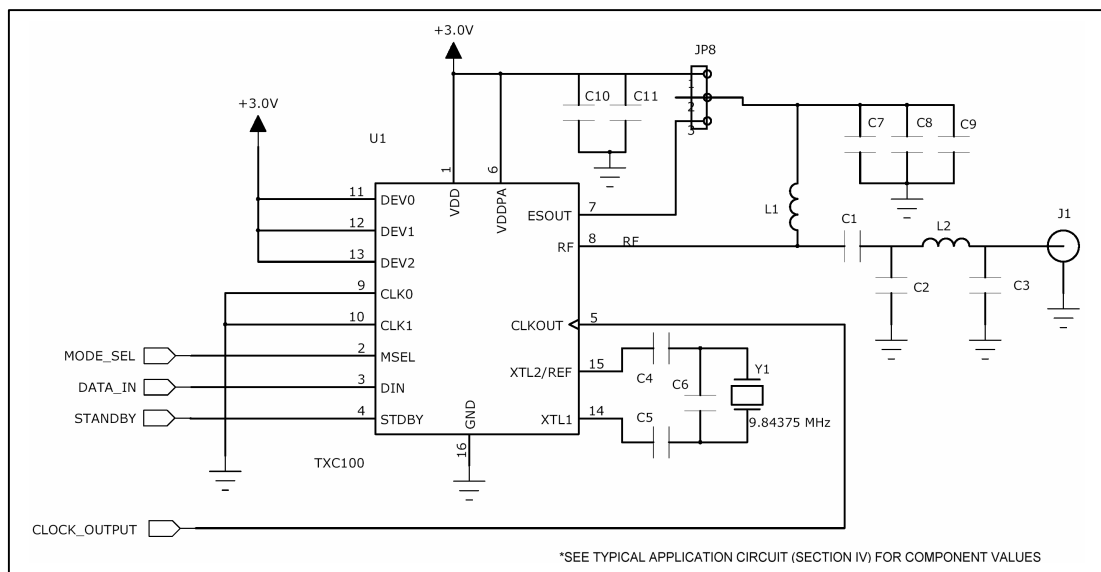 +3.0V
JP8
+3.0V
C10
C11
1
2
3
C7
C8
C9
U1
1
VDD
6
VDDPA
11
DEV0
12
DEV1
13
DEV2
9
CLK0
10
CLK1
2
MSEL
3
DIN
4
STDBY
ESOUT
7
RF
8
RF
CLKOUT
5
XTL2/REF
15
XTL1
14
GND
16
TXC100
L1
C1
L2
J1
C2
C3
C4
C5
C6
Y1
9.84375 MHz
MODE_SEL
DATA_IN
STANDBY
CLOCK_OUTPUT
*SEE TYPICAL APPLICATION CIRCUIT (SECTION IV) FOR COMPONENT VALUES